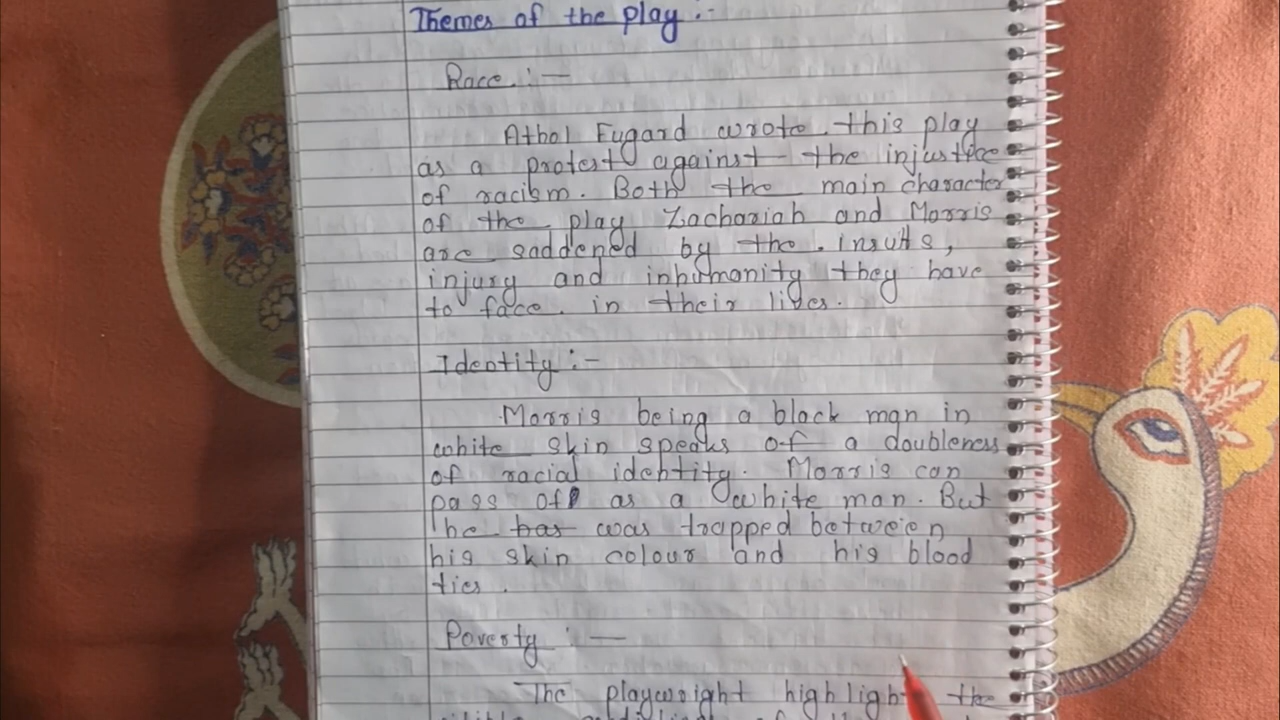 Themes of the play :-
Race :-
Athol Fugard wrote this play
as a protest against the injustice
of racism. Both the main character
of the play Zachariah and Morris
are saddened by the insults,
injury and inhumanity they have
to face in their lives.
Identity :-
Morris being a black man in
white skin speaks of a doubleness
of racial identity. Morris can
pass of as a white man. But
he has was trapped between
his skin colour and his blood
ties.
Poverty :-
The playwright highlight the